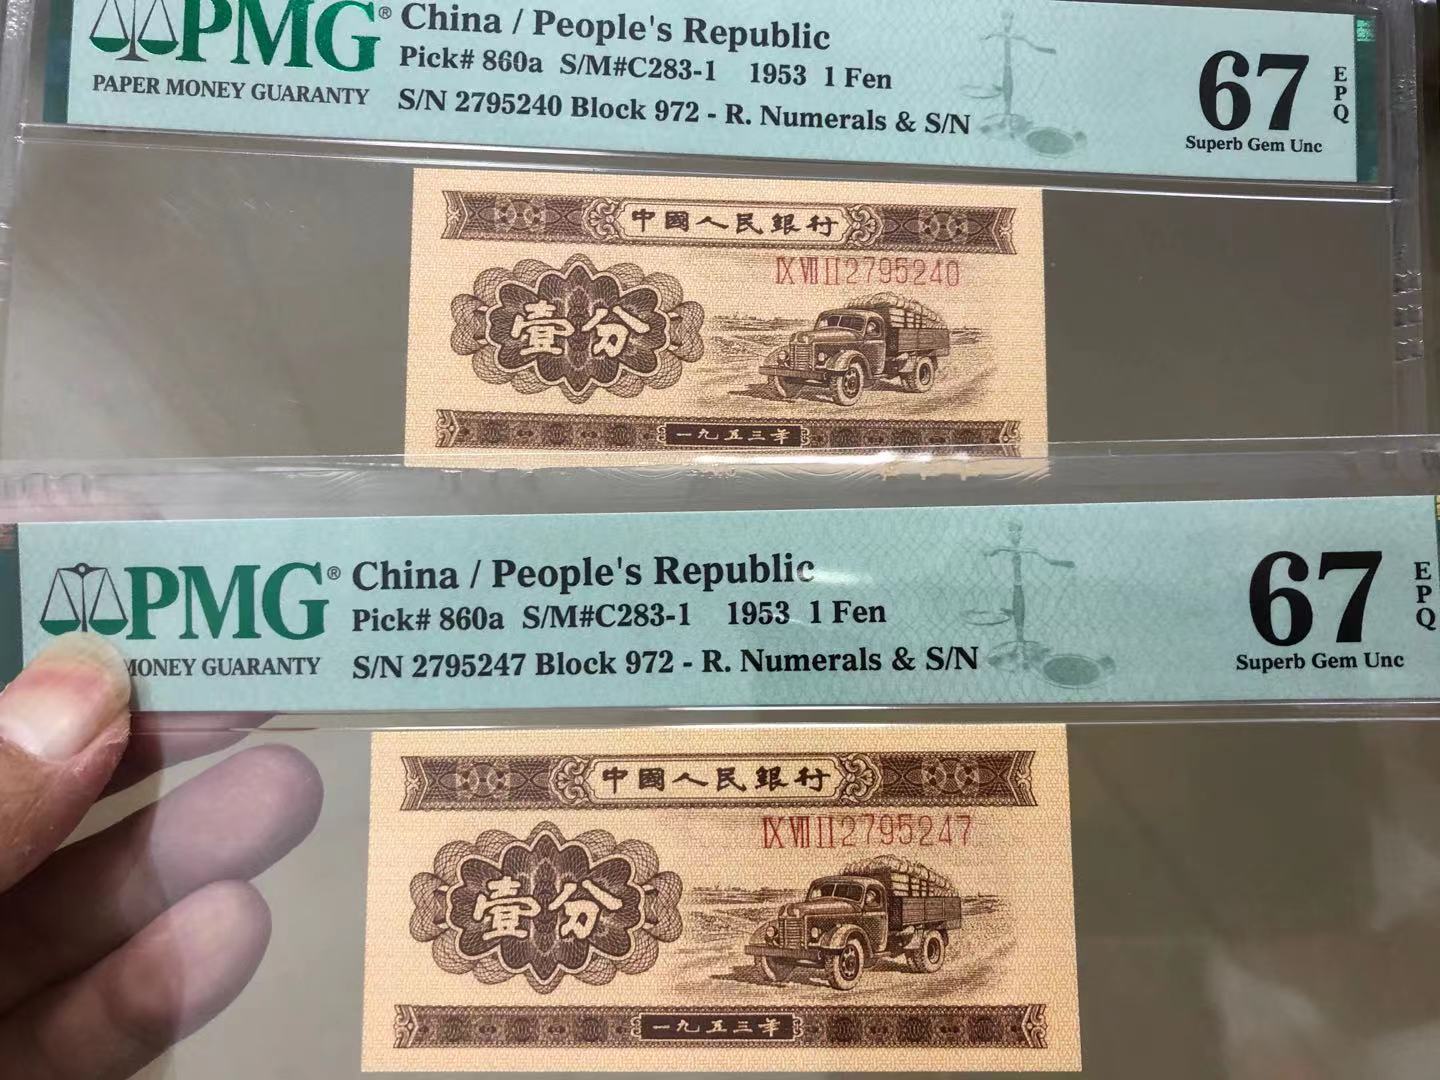 PMG® China / People's Republic
PAPER MONEY GUARANTY
Pick# 860a S/M#C283-1 1953 1 Fen
S/N 2795240 Block 972 - R. Numerals & S/N
67
EPQ
Superb Gem Unc
中國人民銀行
IX VII II 2795240
壹分
一九五三年
PMG® China / People's Republic
MONEY GUARANTY
Pick# 860a S/M#C283-1 1953 1 Fen
S/N 2795247 Block 972 - R. Numerals & S/N
67
EPQ
Superb Gem Unc
中國人民銀行
IX VII II 2795247
壹分
一九五三年